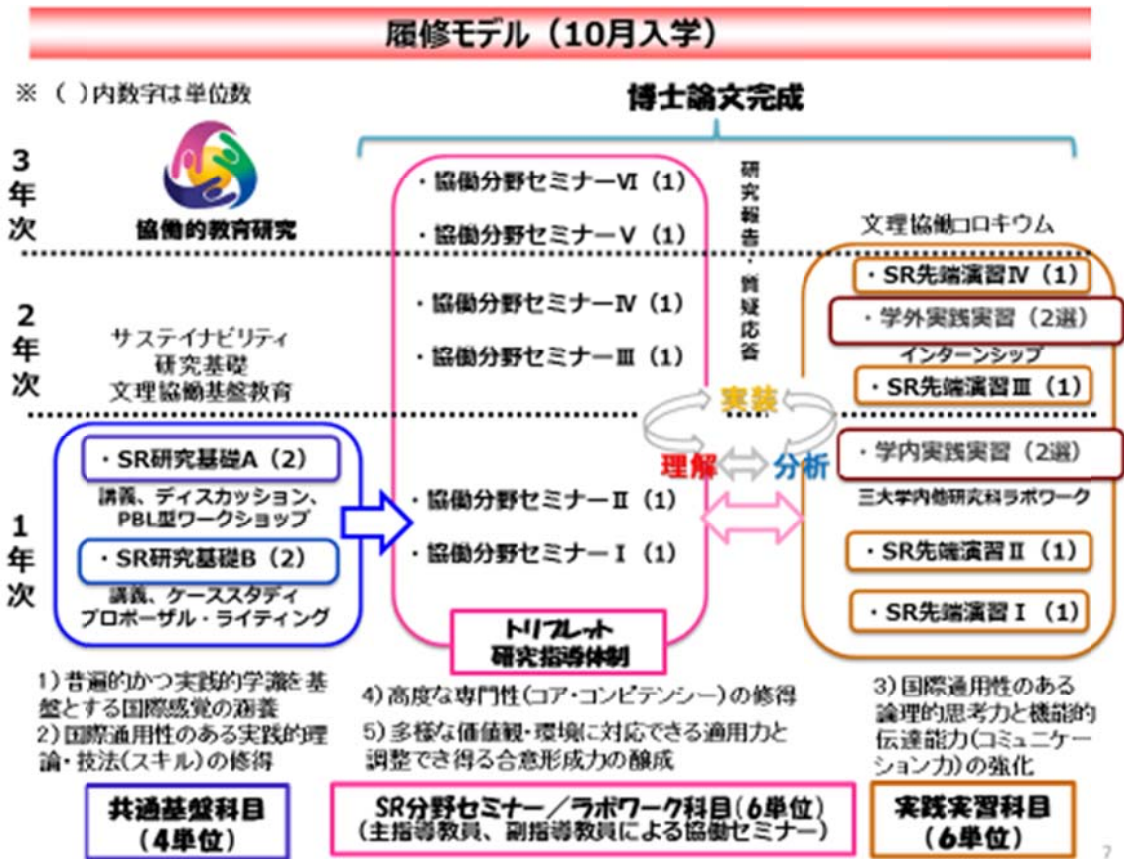 履修モデル（10月入学）
※ （ ）内数字は単位数
博士論文完成
3年次
協働的教育研究
・協働分野セミナーⅥ（1）
・協働分野セミナーⅤ（1）
研究報告・質疑応答
文理協働コロキウム
・SR先端演習Ⅳ（1）
2年次
サステイナビリティ
研究基礎
文理協働基盤教育
・協働分野セミナーⅣ（1）
・協働分野セミナーⅢ（1）
・学外実践実習（2選）
インターンシップ
・SR先端演習Ⅲ（1）
実装
理解
分析
1年次
・SR研究基礎A（2）
講義、ディスカッション、
PBL型ワークショップ
・SR研究基礎B（2）
講義、ケーススタディ
プロポーザル・ライティング
・協働分野セミナーⅡ（1）
・協働分野セミナーⅠ（1）
トリプレット
研究指導体制
・学内実践実習（2選）
三大学内他研究科ラボワーク
・SR先端演習Ⅱ（1）
・SR先端演習Ⅰ（1）
1）普遍的かつ実践的学識を基
盤とする国際感覚の涵養
2）国際通用性のある実践的理
論・技法（スキル）の修得
4）高度な専門性（コア・コンピテンシー）の修得
5）多様な価値観・環境に対応できる適用力と
調整でき得る合意形成力の醸成
3）国際通用性のある
論理的思考力と機能的
伝達能力（コミュニケー
ション力）の強化
共通基盤科目
（4単位）
SR分野セミナー／ラボワーク科目（6単位）
（主指導教員、副指導教員による協働セミナー）
実践実習科目
（6単位）
7